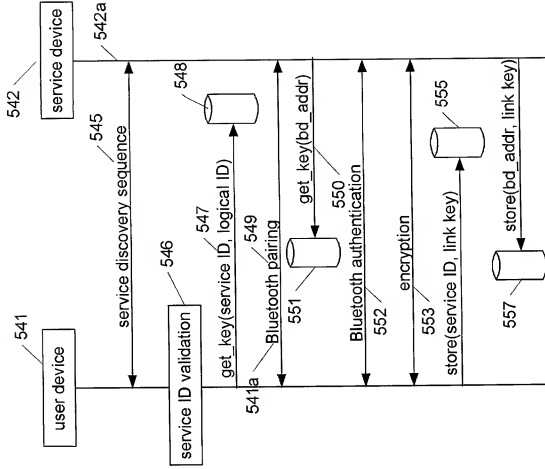 541
user device
542
service device
542a
545
service discovery sequence
546
service ID validation
547
get_key(service ID, logical ID)
548
541a
549
Bluetooth pairing
get_key(bd_addr)
550
551
Bluetooth authentication
552
encryption
553
store(service ID, link key)
555
store(bd_addr, link key)
557